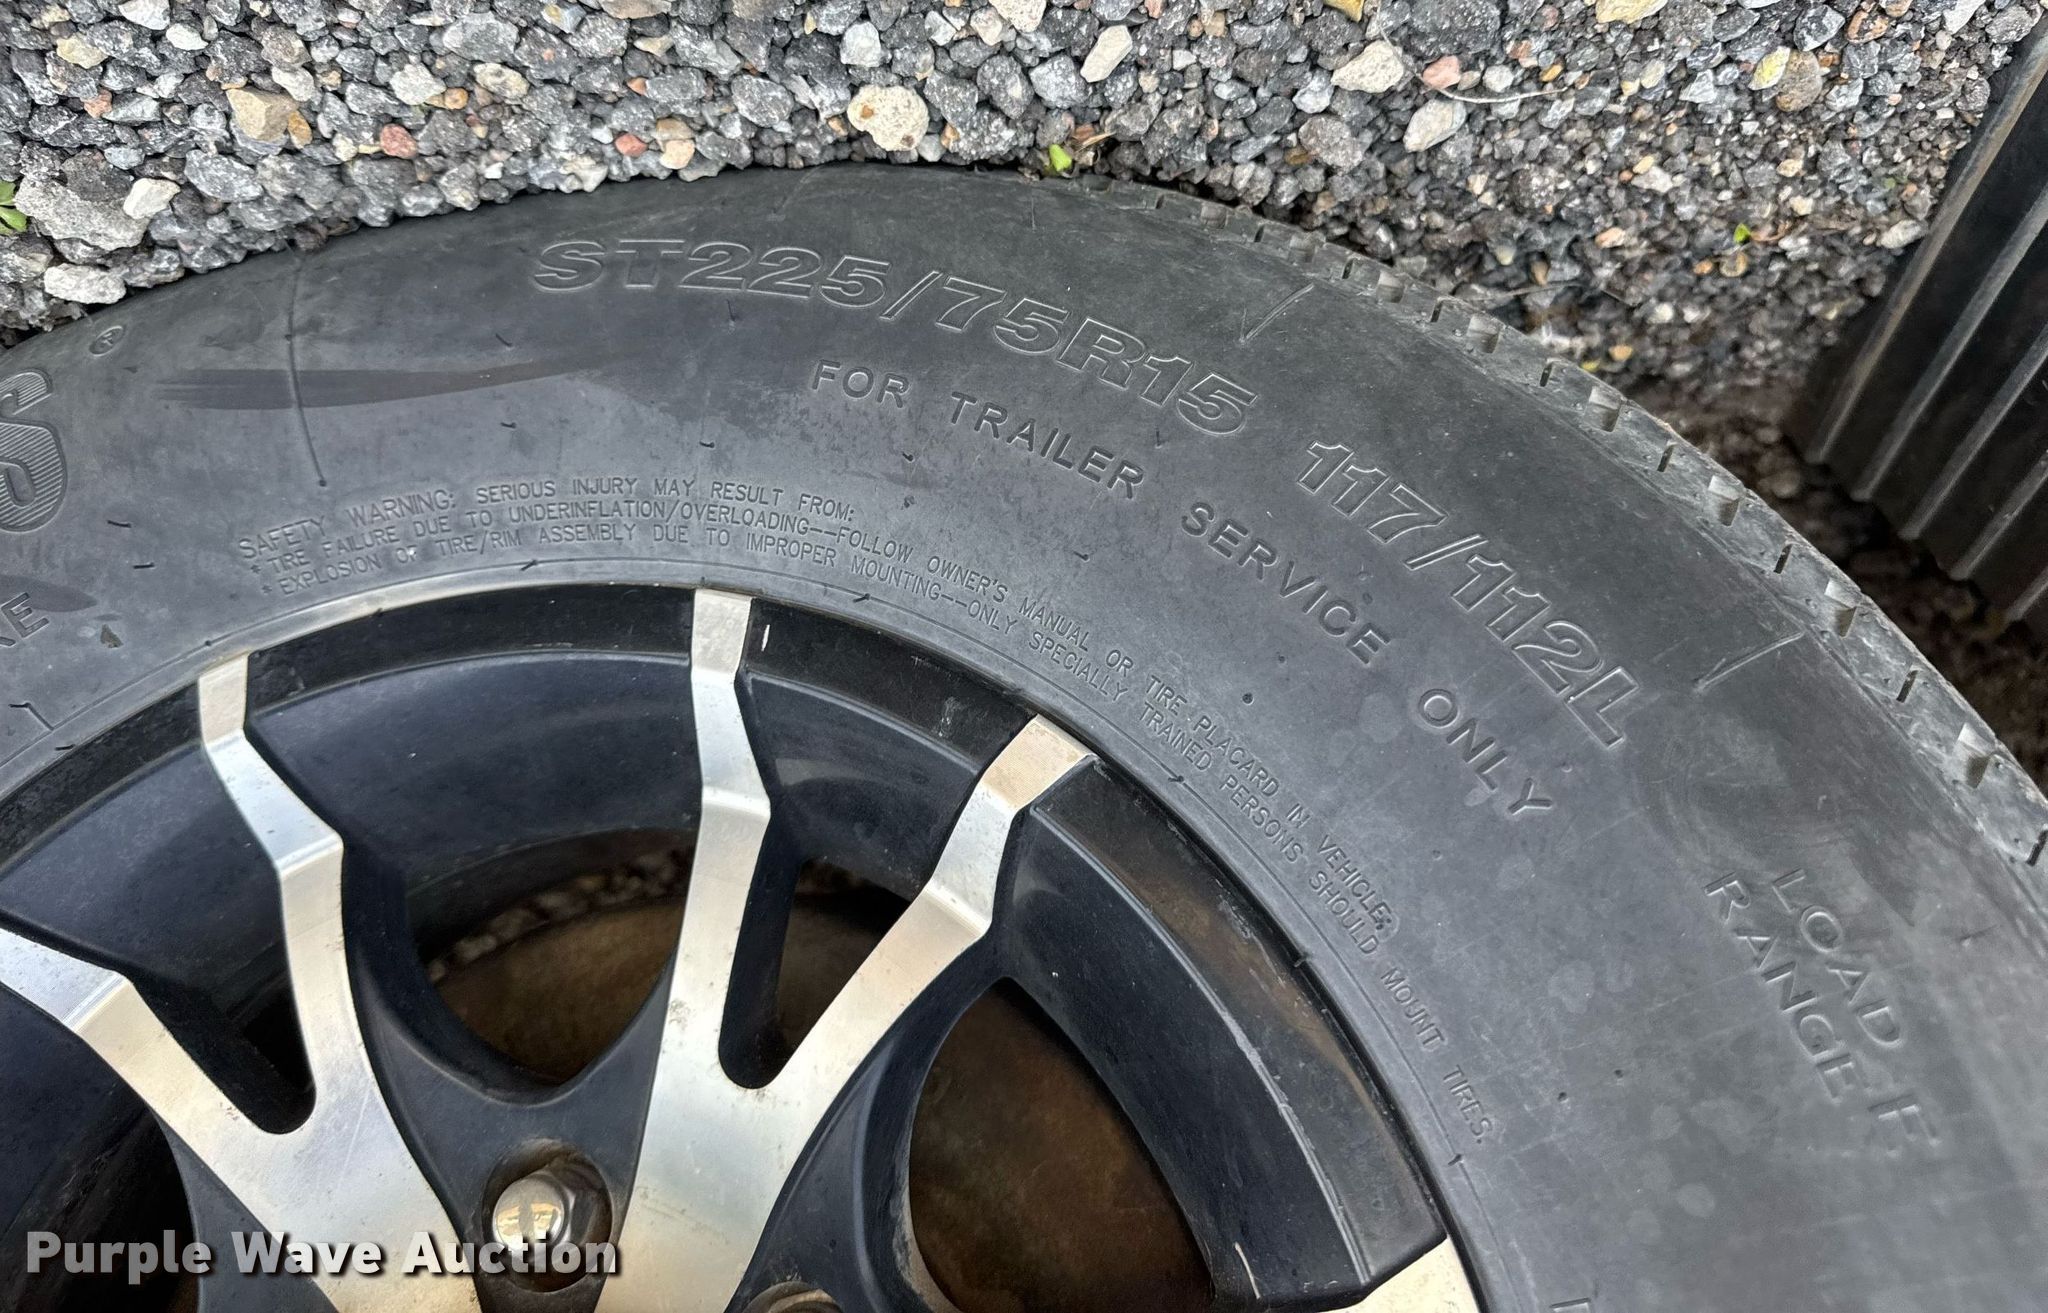 ST225/75R15 117/112L
FOR TRAILER SERVICE ONLY
LOAD
RANGE
SAFETY WARNING: SERIOUS INJURY MAY RESULT FROM:
* TIRE FAILURE DUE TO UNDERINFLATION/OVERLOADING--FOLLOW OWNER'S MANUAL OR TIRE PLACARD IN VEHICLE;
* EXPLOSION OF TIRE/RIM ASSEMBLY DUE TO IMPROPER MOUNTING--ONLY SPECIALLY TRAINED PERSONS SHOULD MOUNT TIRES.
Purple Wave Auction